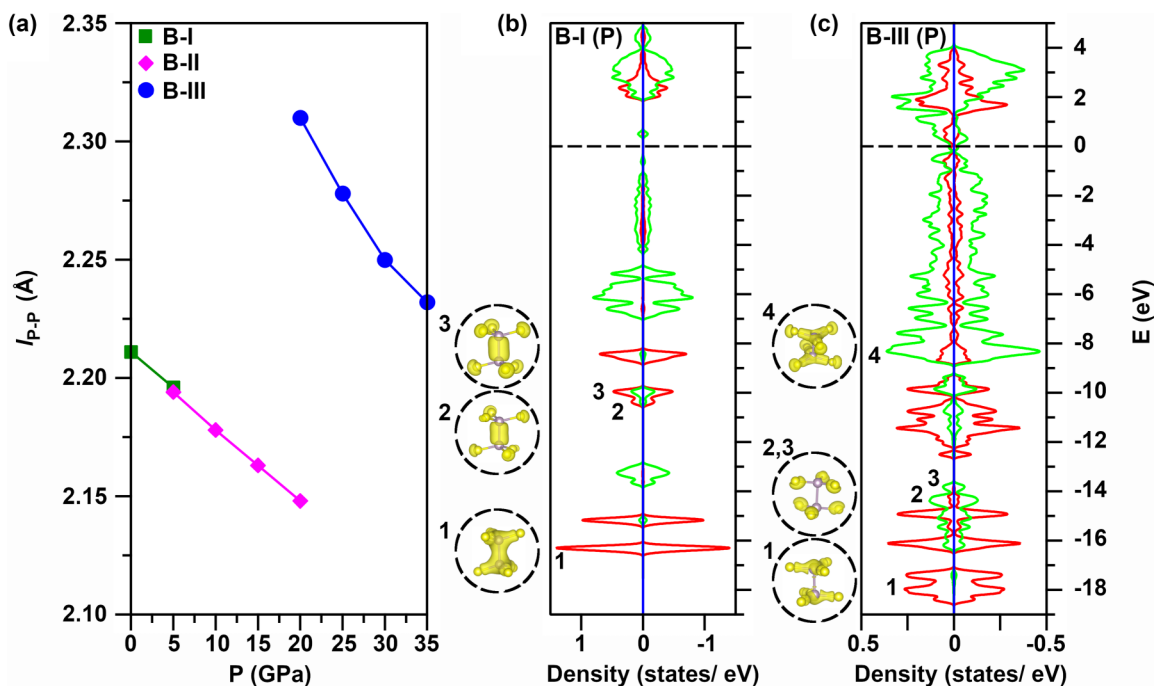 (a)
B-I
B-II
B-III
2.35
2.30
2.25
2.20
2.15
2.10
l P-P (Å)
0 5 10 15 20 25 30 35
P (GPa)
(b)
B-I (P)
3
2
1
3
2
1
1 0 -1
Density (states/ eV)
(c)
B-III (P)
4
2,3
1
4
3
2
1
0.5 0 -0.5
Density (states/ eV)
4
2
0
-2
-4
-6
-8
-10
-12
-14
-16
-18
E (eV)